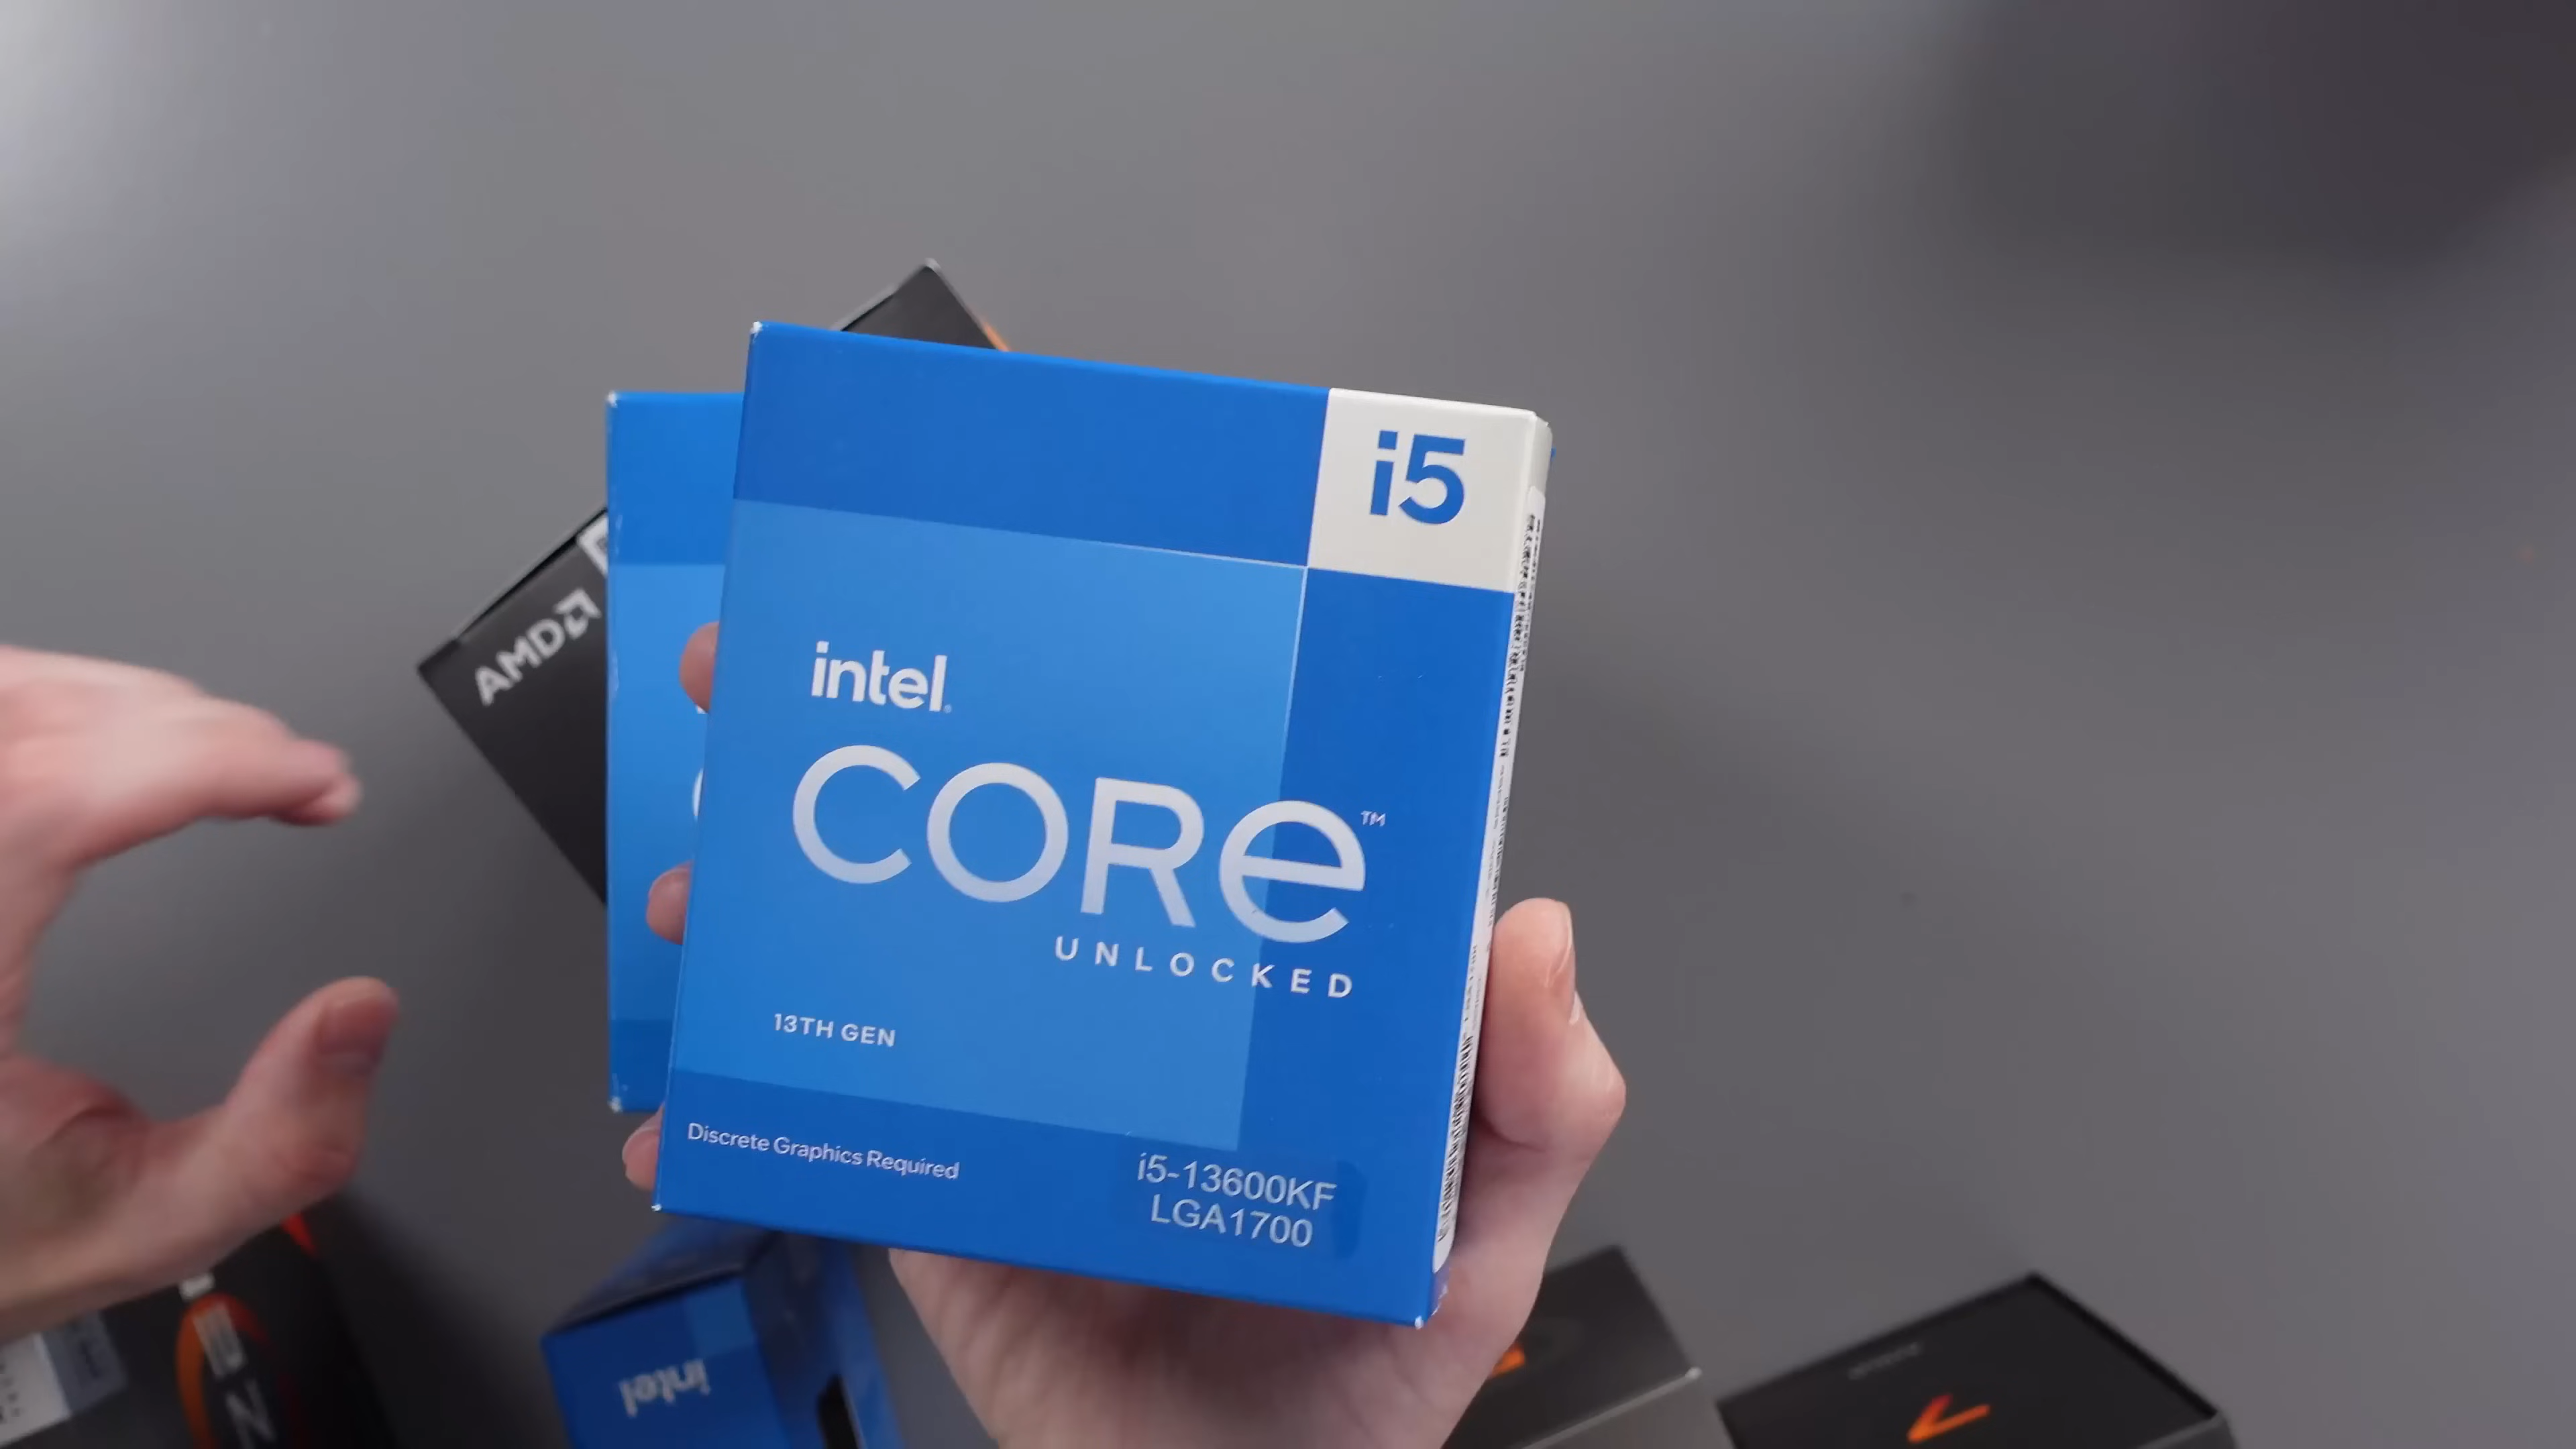 i5
intel
CORE™
UNLOCKED
13TH GEN
Discrete Graphics Required
i5-13600KF
LGA1700
AMD
intel